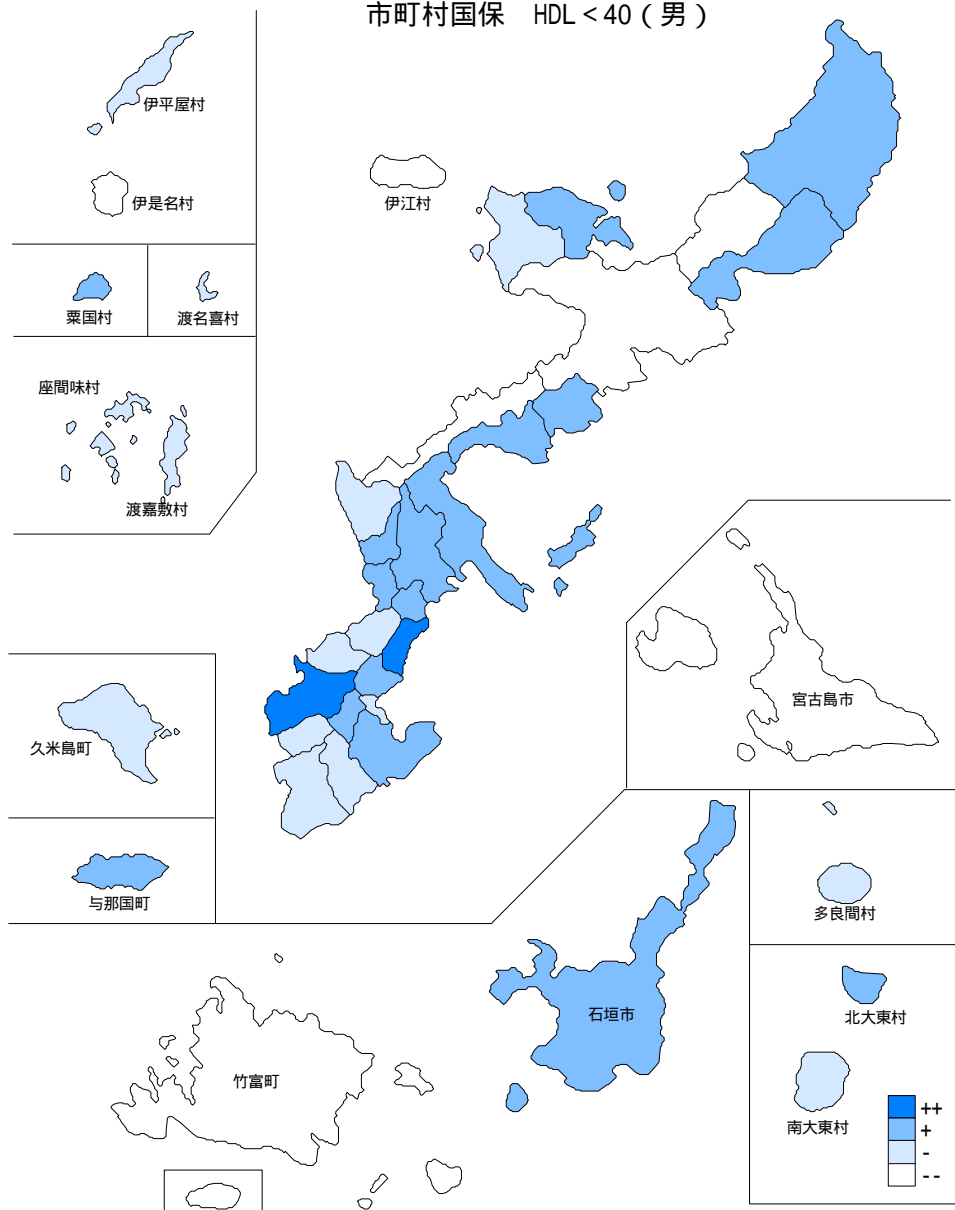 市町村国保　HDL＜40（男）
伊平屋村
伊是名村
伊江村
粟国村
渡名喜村
座間味村
渡嘉敷村
宮古島市
久米島町
与那国町
多良間村
北大東村
石垣市
竹富町
南大東村
++
+
-
--